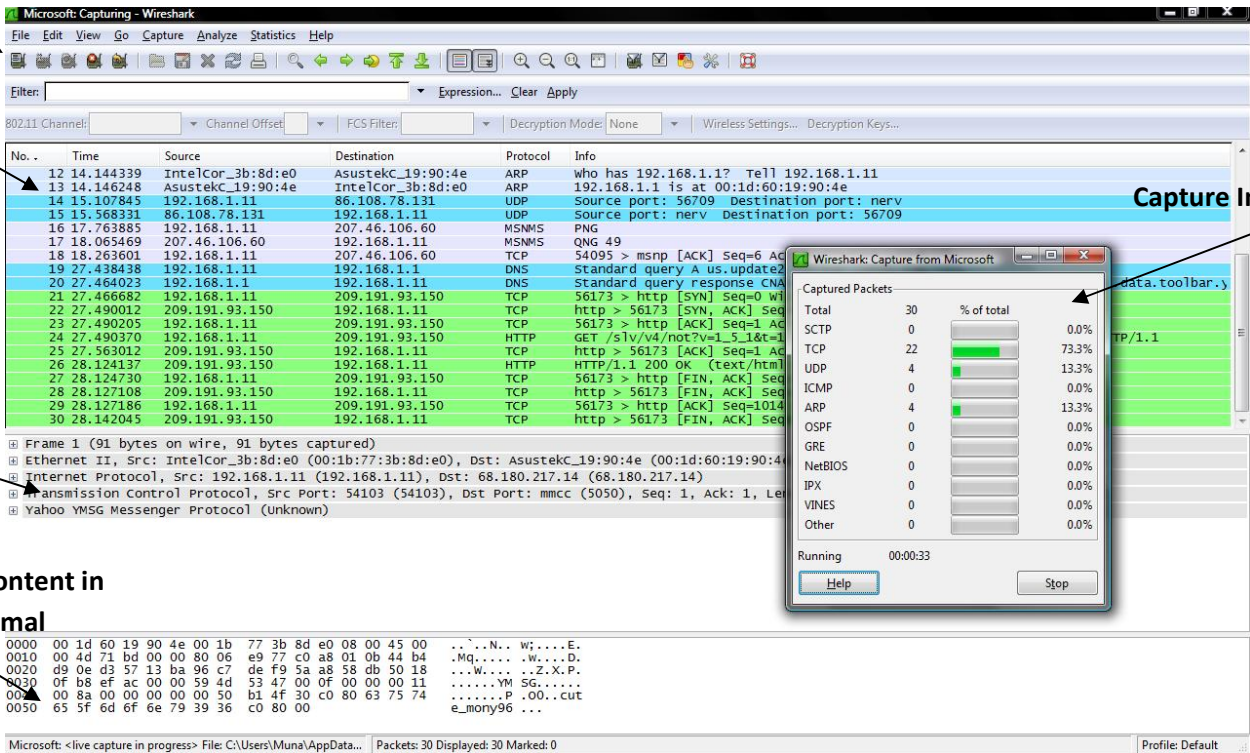 Microsoft: Capturing - Wireshark
File Edit View Go Capture Analyze Statistics Help
Filter: Expression... Clear Apply
802.11 Channel: Channel Offset: FCS Filter: Decryption Mode: None Wireless Settings... Decryption Keys...
No. . Time Source Destination Protocol Info
12 14.144339 IntelCor_3b:8d:e0 AsustekC_19:90:4e ARP who has 192.168.1.1? Tell 192.168.1.11
13 14.146248 AsustekC_19:90:4e IntelCor_3b:8d:e0 ARP 192.168.1.1 is at 00:1d:60:19:90:4e
14 15.107845 192.168.1.11 86.108.78.131 UDP Source port: 56709 Destination port: nerv
15 15.568331 86.108.78.131 192.168.1.11 UDP Source port: nerv Destination port: 56709
16 17.763885 192.168.1.11 207.46.106.60 MSNMS PNG
17 18.065469 207.46.106.60 192.168.1.11 MSNMS QNG 49
18 18.263601 192.168.1.11 207.46.106.60 TCP 54095 > msnp [ACK] Seq=6 Ac
19 27.438438 192.168.1.11 192.168.1.1 DNS Standard query A us.update2
20 27.464023 192.168.1.1 192.168.1.11 DNS Standard query response CNA data.toolbar.y
21 27.466682 192.168.1.11 209.191.93.150 TCP 56173 > http [SYN] Seq=0 Wi
22 27.490012 209.191.93.150 192.168.1.11 TCP http > 56173 [SYN, ACK] Seq
23 27.490205 192.168.1.11 209.191.93.150 TCP 56173 > http [ACK] Seq=1 Ac
24 27.490370 192.168.1.11 209.191.93.150 HTTP GET /slv/v4/not?v=1_5_1&t=1 TP/1.1
25 27.563012 209.191.93.150 192.168.1.11 TCP http > 56173 [ACK] Seq=1 Ac
26 28.124137 209.191.93.150 192.168.1.11 HTTP HTTP/1.1 200 OK (text/html
27 28.124730 192.168.1.11 209.191.93.150 TCP 56173 > http [FIN, ACK] Seq
28 28.127108 209.191.93.150 192.168.1.11 TCP http > 56173 [FIN, ACK] Seq
29 28.127186 192.168.1.11 209.191.93.150 TCP 56173 > http [ACK] Seq=1014
30 28.142045 209.191.93.150 192.168.1.11 TCP http > 56173 [FIN, ACK] Seq
Capture In
Wireshark: Capture from Microsoft
Captured Packets
Total 30 % of total
SCTP 0 0.0%
TCP 22 73.3%
UDP 4 13.3%
ICMP 0 0.0%
ARP 4 13.3%
OSPF 0 0.0%
GRE 0 0.0%
NetBIOS 0 0.0%
IPX 0 0.0%
VINES 0 0.0%
Other 0 0.0%
Running 00:00:33
Help Stop
Frame 1 (91 bytes on wire, 91 bytes captured)
Ethernet II, Src: IntelCor_3b:8d:e0 (00:1b:77:3b:8d:e0), Dst: AsustekC_19:90:4e (00:1d:60:19:90:4e
Internet Protocol, Src: 192.168.1.11 (192.168.1.11), Dst: 68.180.217.14 (68.180.217.14)
Transmission Control Protocol, Src Port: 54103 (54103), Dst Port: mmcc (5050), Seq: 1, Ack: 1, Le
Yahoo YMSG Messenger Protocol (Unknown)
ontent in
mal
0000 00 1d 60 19 90 4e 00 1b 77 3b 8d e0 08 00 45 00 ..`..N.. w;....E.
0010 00 4d 71 bd 00 00 80 06 e9 77 c0 a8 01 0b 44 b4 .Mq..... .w....D.
0020 d9 0e d3 57 13 ba 96 c7 de f9 5a a8 58 db 50 18 ...W.... ..Z.X.P.
0030 0f b8 ef ac 00 00 59 4d 53 47 00 0f 00 00 00 11 ......YM SG......
00 00 8a 00 00 00 00 00 50 b1 4f 30 c0 80 63 75 74 .......P .O0..cut
0050 65 5f 6d 6f 6e 79 39 36 c0 80 00 e_mony96 ...
Microsoft: <live capture in progress> File: C:\Users\Muna\AppData... Packets: 30 Displayed: 30 Marked: 0 Profile: Default